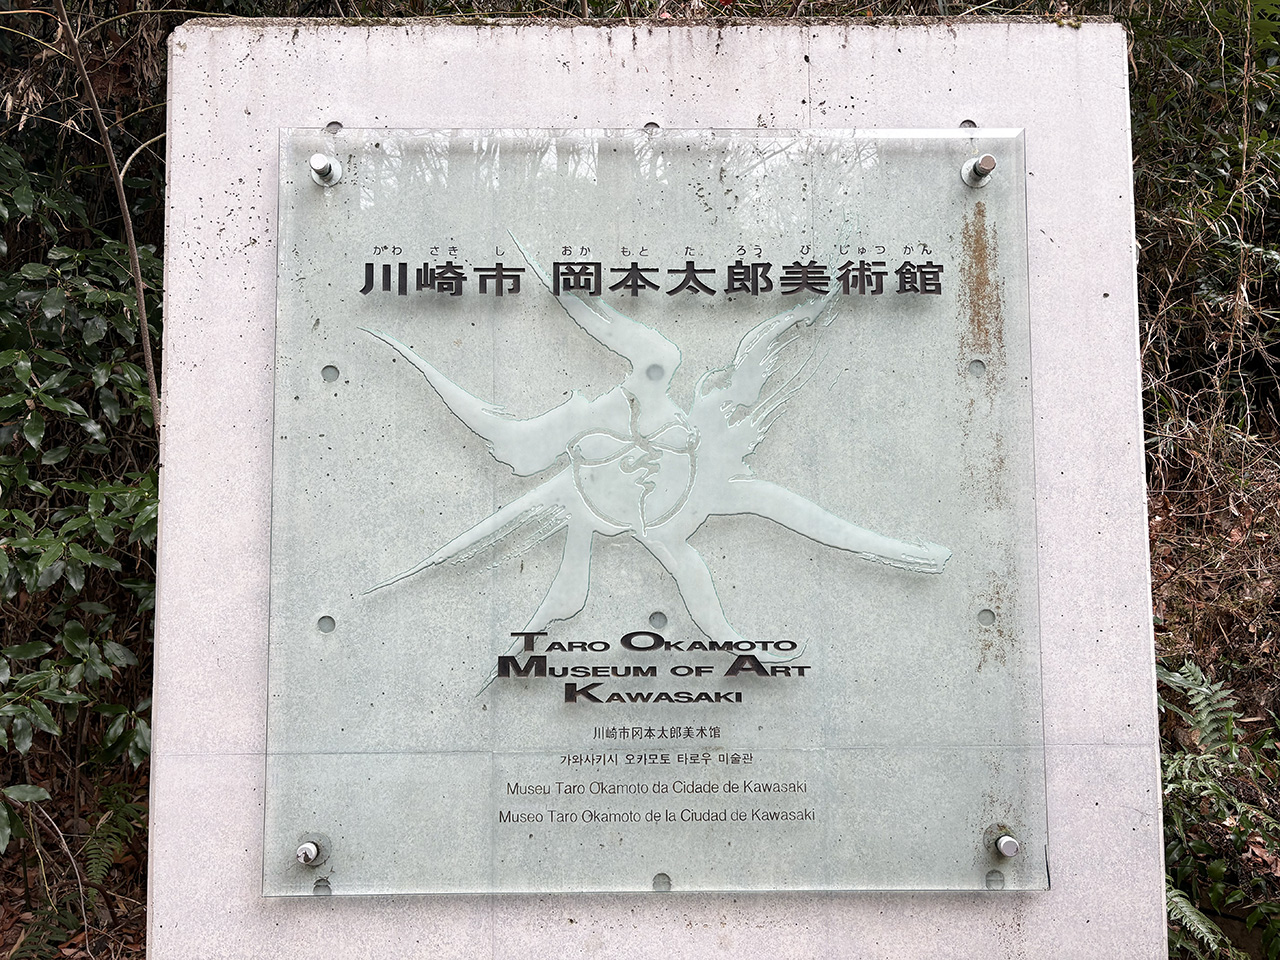 がわ さき し おか もと た ろう び じゅつ かん
川崎市 岡本太郎美術館
TARO OKAMOTO
MUSEUM OF ART
KAWASAKI
川崎市冈本太郎美术馆
가와사키시 오카모토 타로우 미술관
Museu Taro Okamoto da Cidade de Kawasaki
Museo Taro Okamoto de la Ciudad de Kawasaki